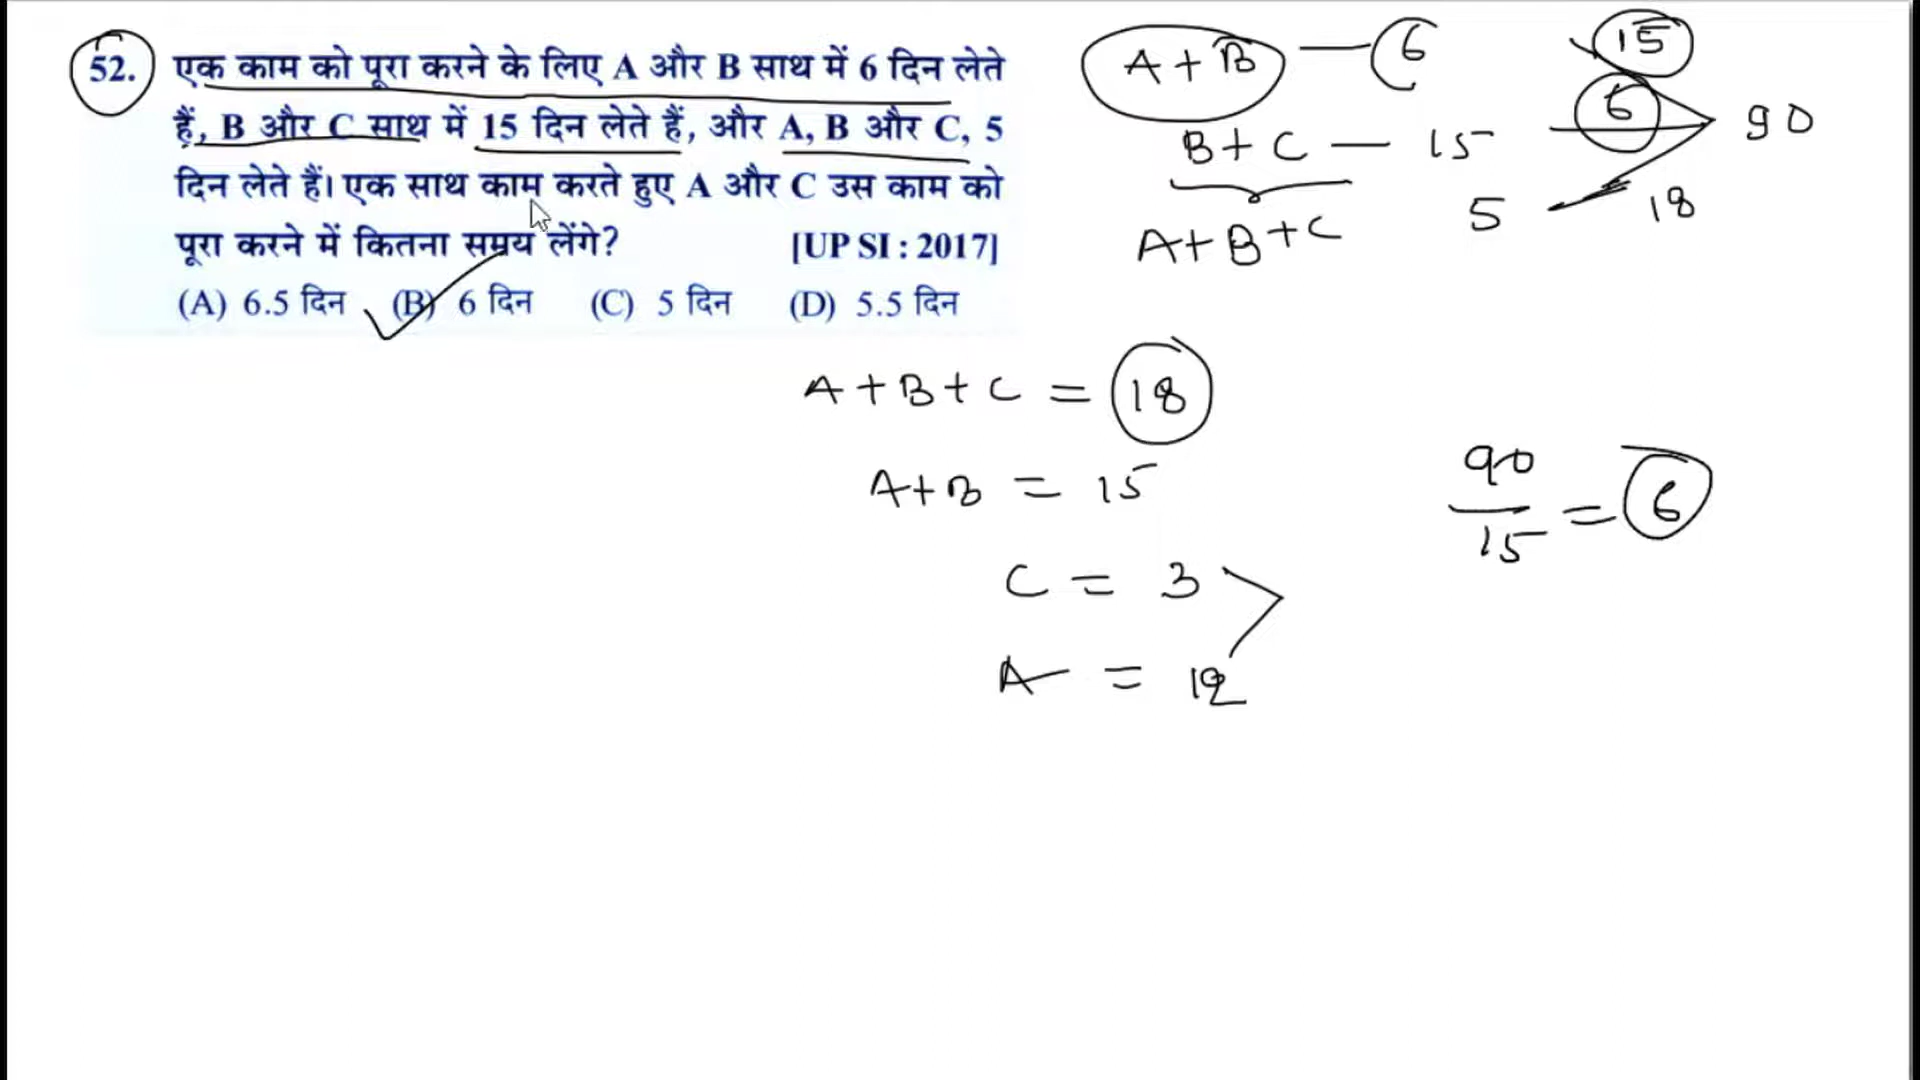 52. एक काम को पूरा करने के लिए A और B साथ में 6 दिन लेते
हैं, B और C साथ में 15 दिन लेते हैं, और A, B और C, 5
दिन लेते हैं। एक साथ काम करते हुए A और C उस काम को
पूरा करने में कितना समय लेंगे? [UP SI : 2017]
(A) 6.5 दिन (B) 6 दिन (C) 5 दिन (D) 5.5 दिन
A + B — 6 15
B + C — 15 6 90
A + B + C 5 18
A + B + C = 18
A + B = 15
C = 3
A = 12
90
15 = 6